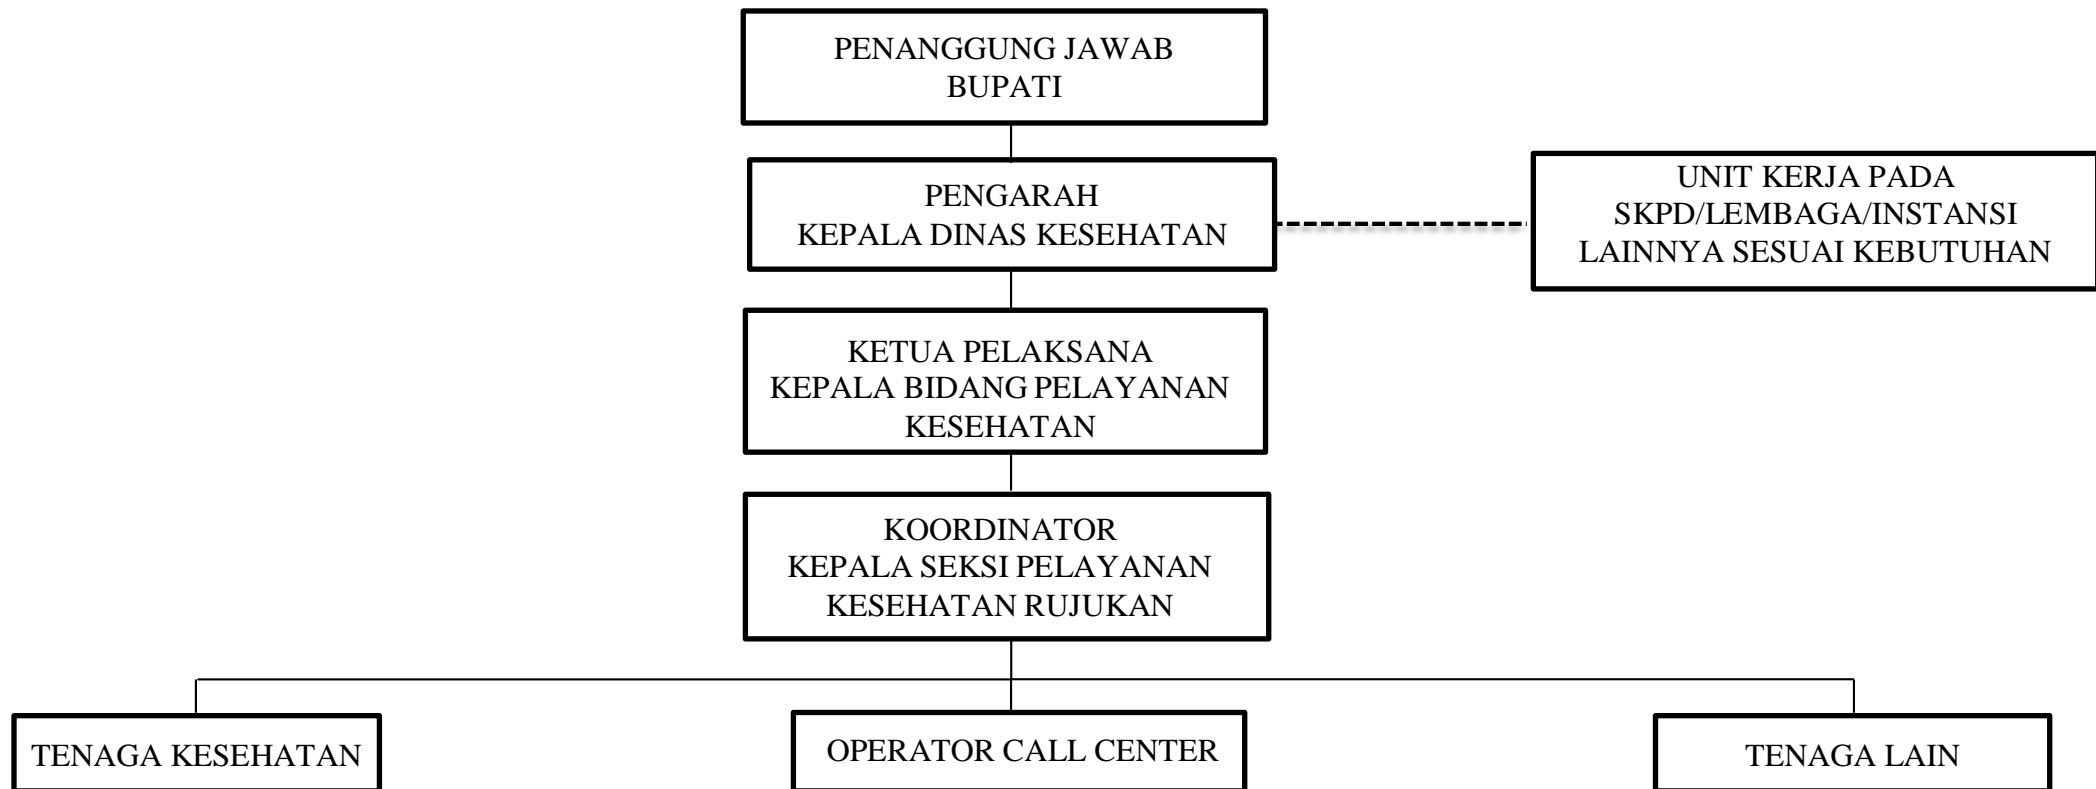 PENANGGUNG JAWAB
BUPATI
PENGARAH
KEPALA DINAS KESEHATAN
UNIT KERJA PADA
SKPD/LEMBAGA/INSTANSI
LAINNYA SESUAI KEBUTUHAN
KETUA PELAKSANA
KEPALA BIDANG PELAYANAN
KESEHATAN
KOORDINATOR
KEPALA SEKSI PELAYANAN
KESEHATAN RUJUKAN
TENAGA KESEHATAN
OPERATOR CALL CENTER
TENAGA LAIN